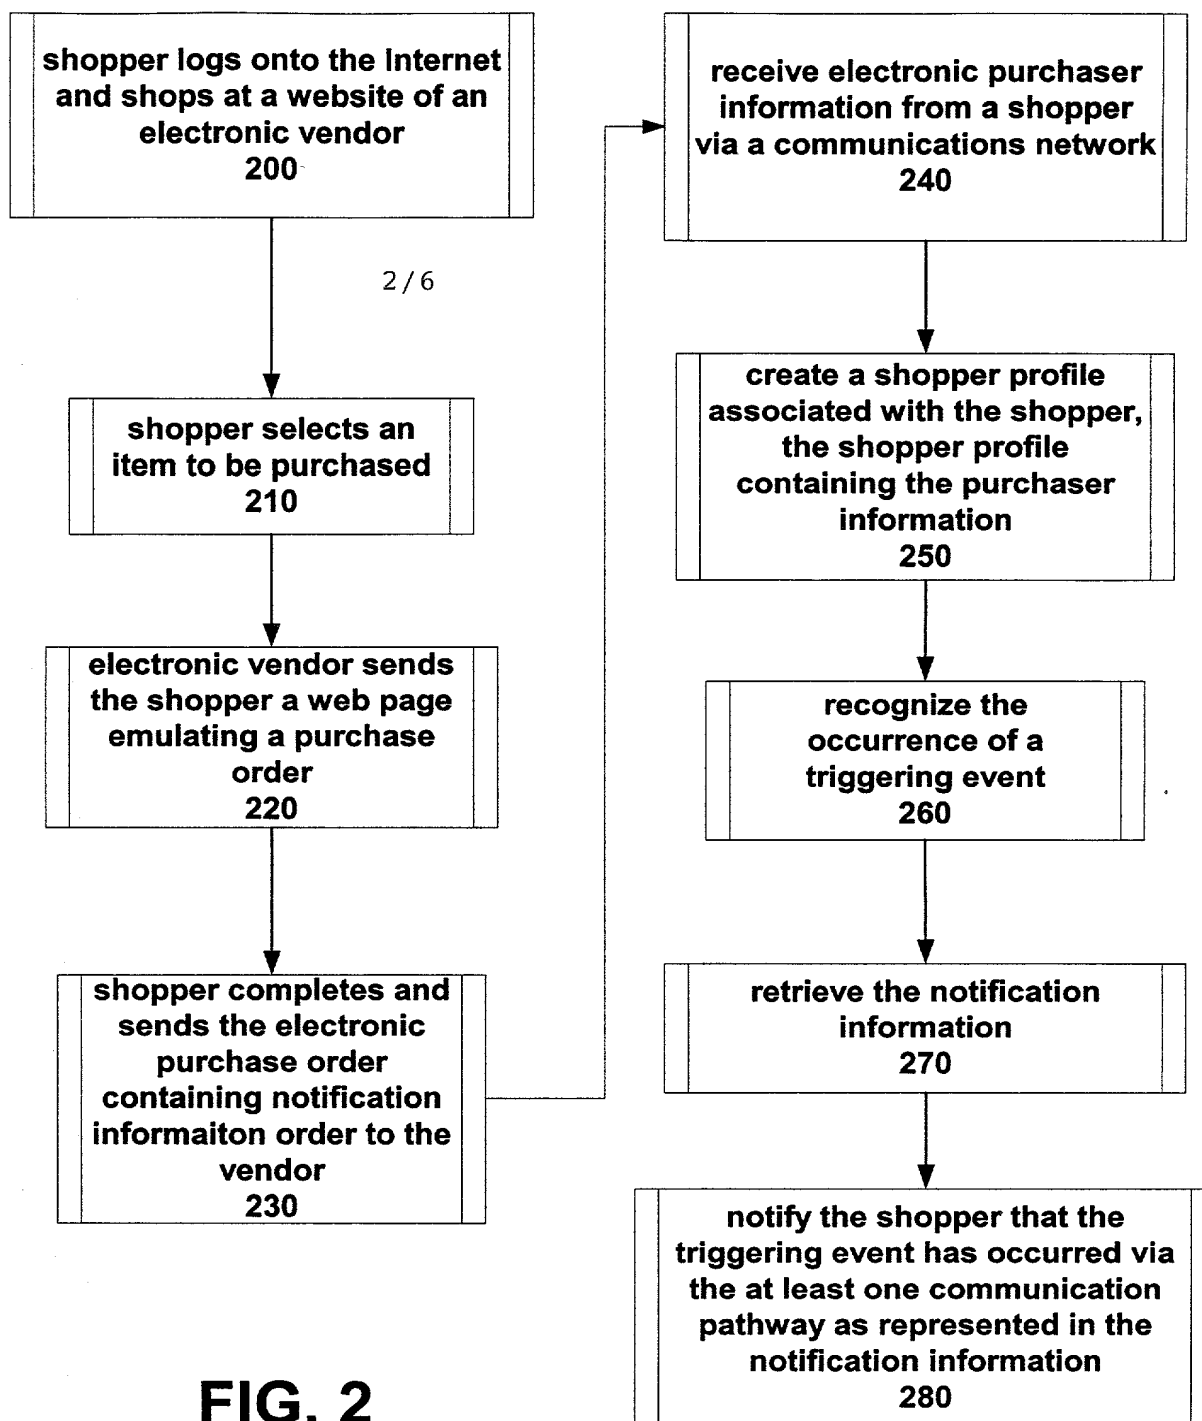 shopper logs onto the Internet
and shops at a website of an
electronic vendor
200
2/6
shopper selects an
item to be purchased
210
electronic vendor sends
the shopper a web page
emulating a purchase
order
220
shopper completes and
sends the electronic
purchase order
containing notification
informaiton order to the
vendor
230
receive electronic purchaser
information from a shopper
via a communications network
240
create a shopper profile
associated with the shopper,
the shopper profile
containing the purchaser
information
250
recognize the
occurrence of a
triggering event
260
retrieve the notification
information
270
notify the shopper that the
triggering event has occurred via
the at least one communication
pathway as represented in the
notification information
280
FIG. 2